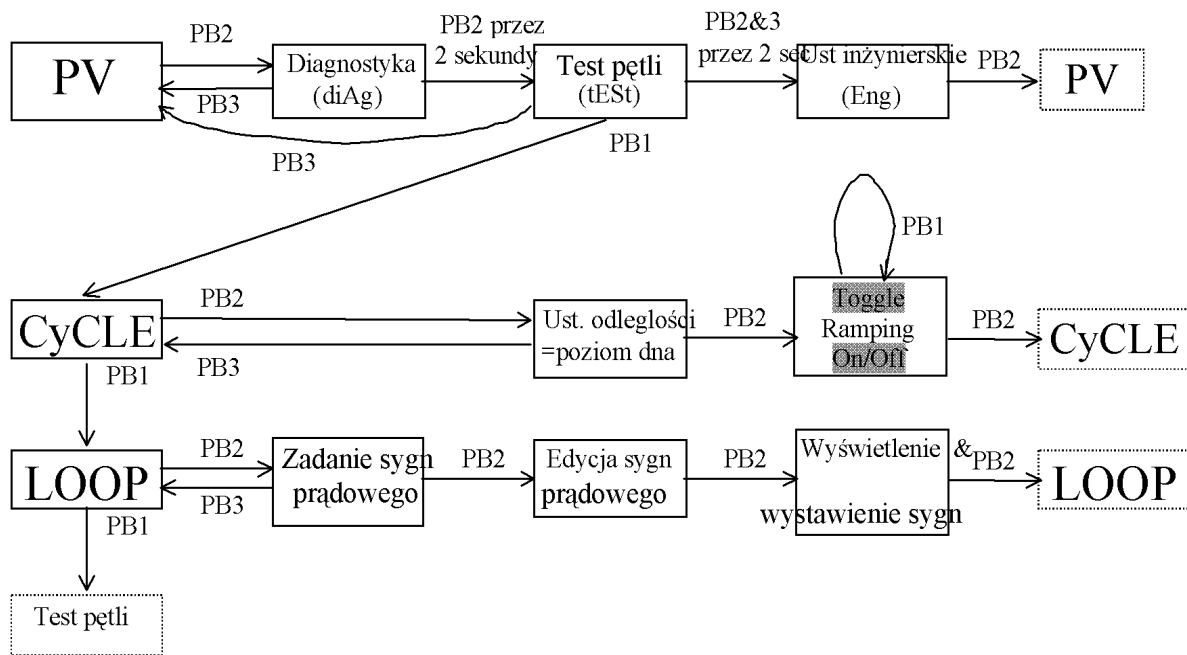 PV
PB2
PB3
Diagnostyka
(diAg)
PB2 przez
2 sekundy
Test pętli
(tESt)
PB2&3
przez 2 sec
Ust inżynierskie
(Eng)
PB2
PV
PB3
PB1
PB1
CyCLE
PB2
PB3
Ust. odległości
=poziom dna
PB2
Toggle
Ramping
On/Off
PB2
CyCLE
PB1
LOOP
PB2
PB3
Zadanie sygn
prądowego
PB2
Edycja sygn
prądowego
PB2
Wyświetlenie &
wystawienie sygn
PB2
LOOP
PB1
Test pętli